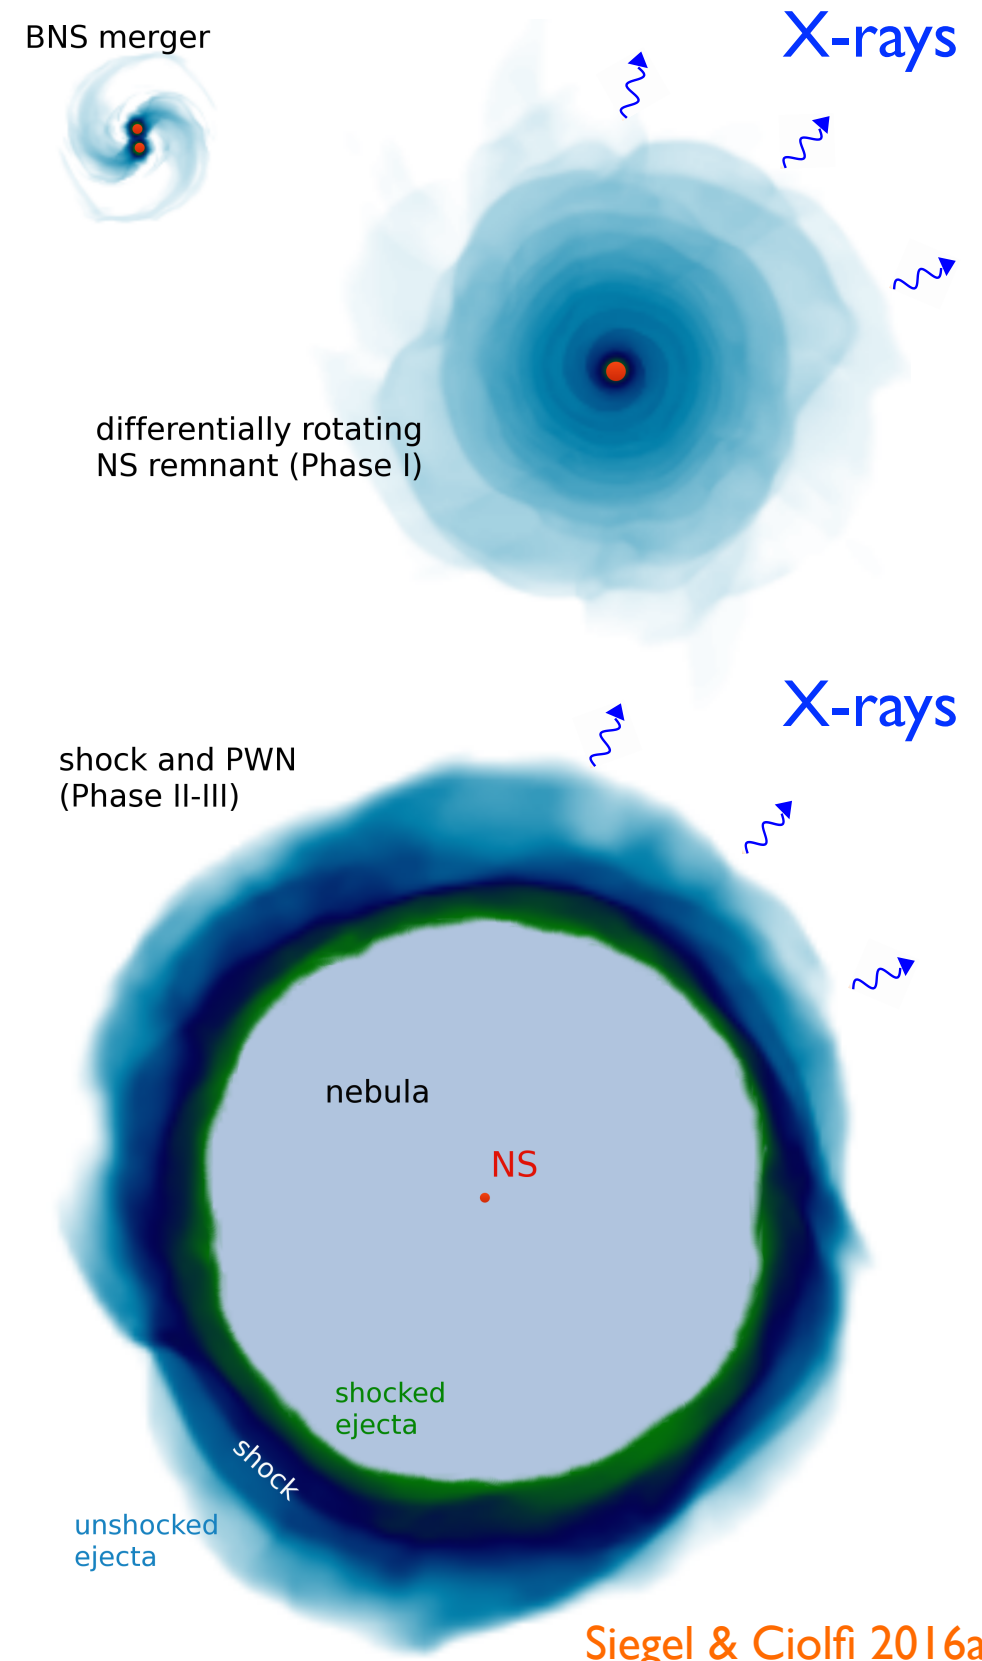 BNS merger
X-rays
differentially rotating
NS remnant (Phase I)
X-rays
shock and PWN
(Phase II-III)
nebula
NS
shocked
ejecta
shock
unshocked
ejecta
Siegel & Ciolfi 2016a